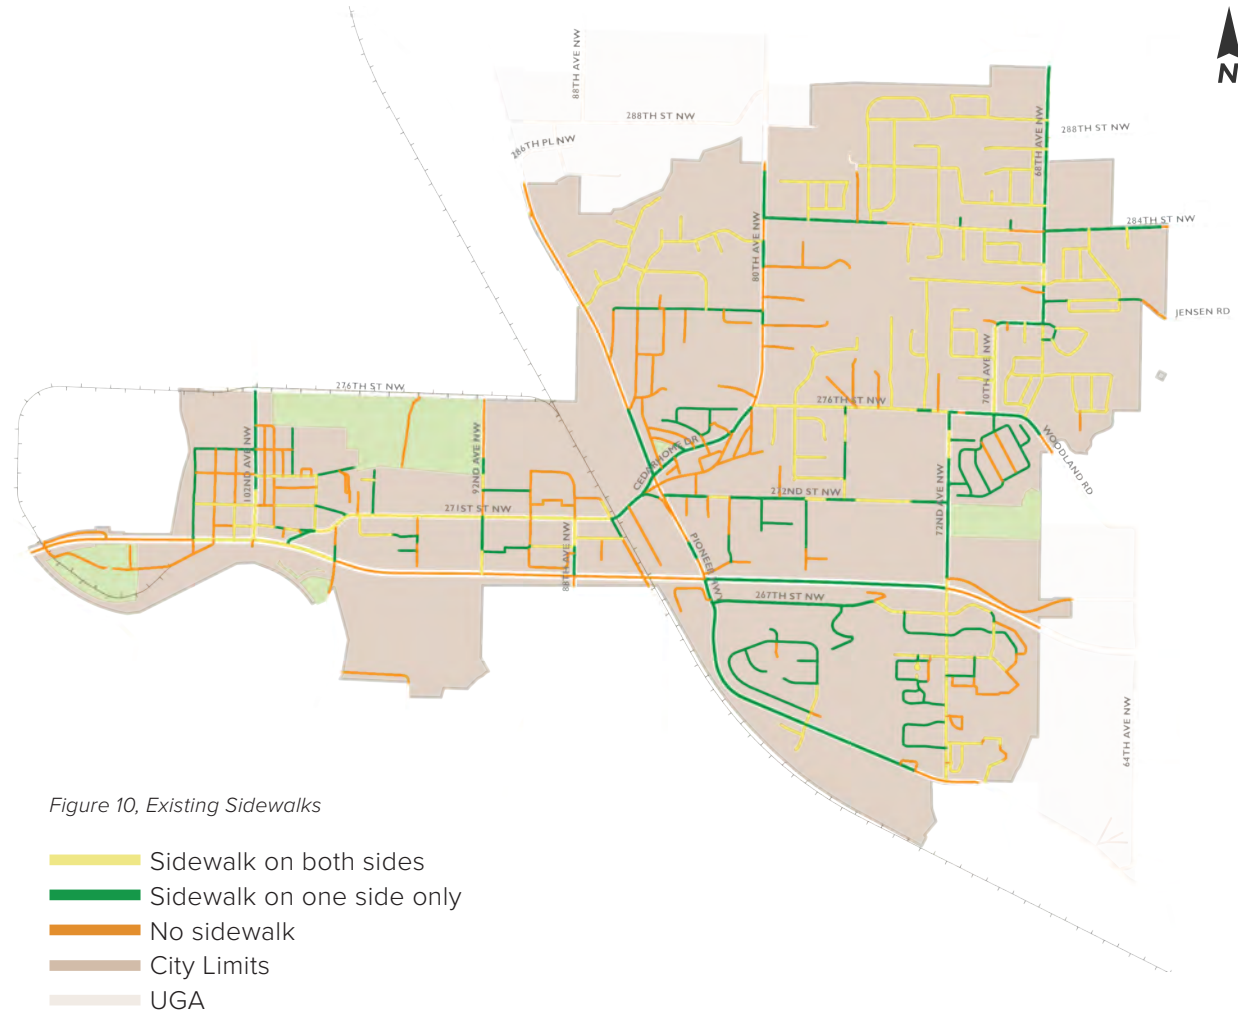 88TH AVE NW
N
288TH ST NW
286TH PL NW
68TH AVE NW
288TH ST NW
284TH ST NW
80TH AVE NW
JENSEN RD
70TH AVE NW
276TH ST NW
276TH ST NW
102ND AVE NW
92ND AVE NW
CEDARHOME DR
WOODLAND RD
272ND ST NW
72ND AVE NW
271ST ST NW
88TH AVE NW
PIONEER HWY
267TH ST NW
64TH AVE NW
Figure 10, Existing Sidewalks
Sidewalk on both sides
Sidewalk on one side only
No sidewalk
City Limits
UGA